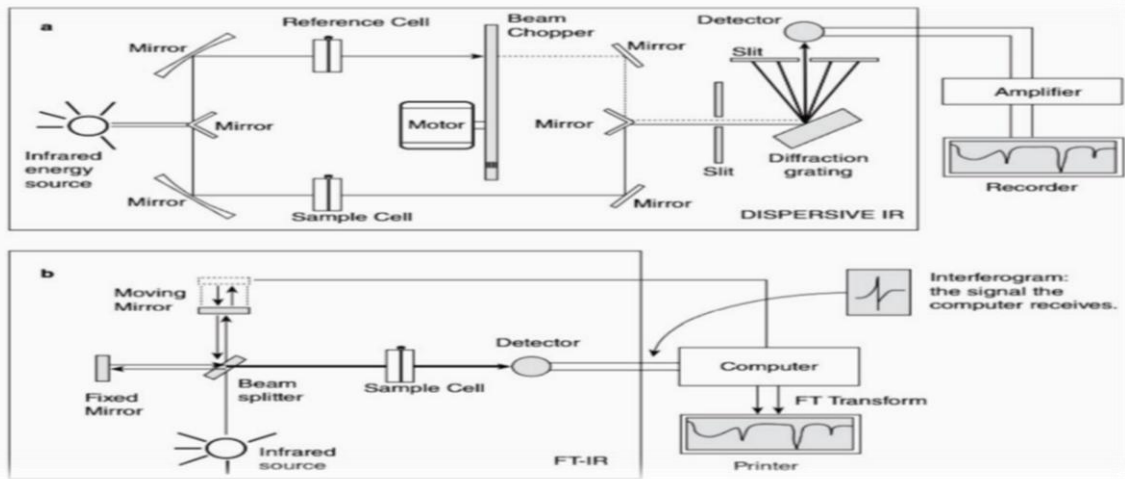 a
Reference Cell
Beam
Chopper
Detector
Mirror
Mirror
Slit
Amplifier
Mirror
Motor
Mirror
Infrared
energy
source
Slit
Diffraction
grating
Recorder
Mirror
Sample Cell
Mirror
DISPERSIVE IR
b
Moving
Mirror
Interferogram:
the signal the
computer receives.
Detector
Computer
Fixed
Mirror
Beam
splitter
Sample Cell
FT Transform
Infrared
source
FT-IR
Printer